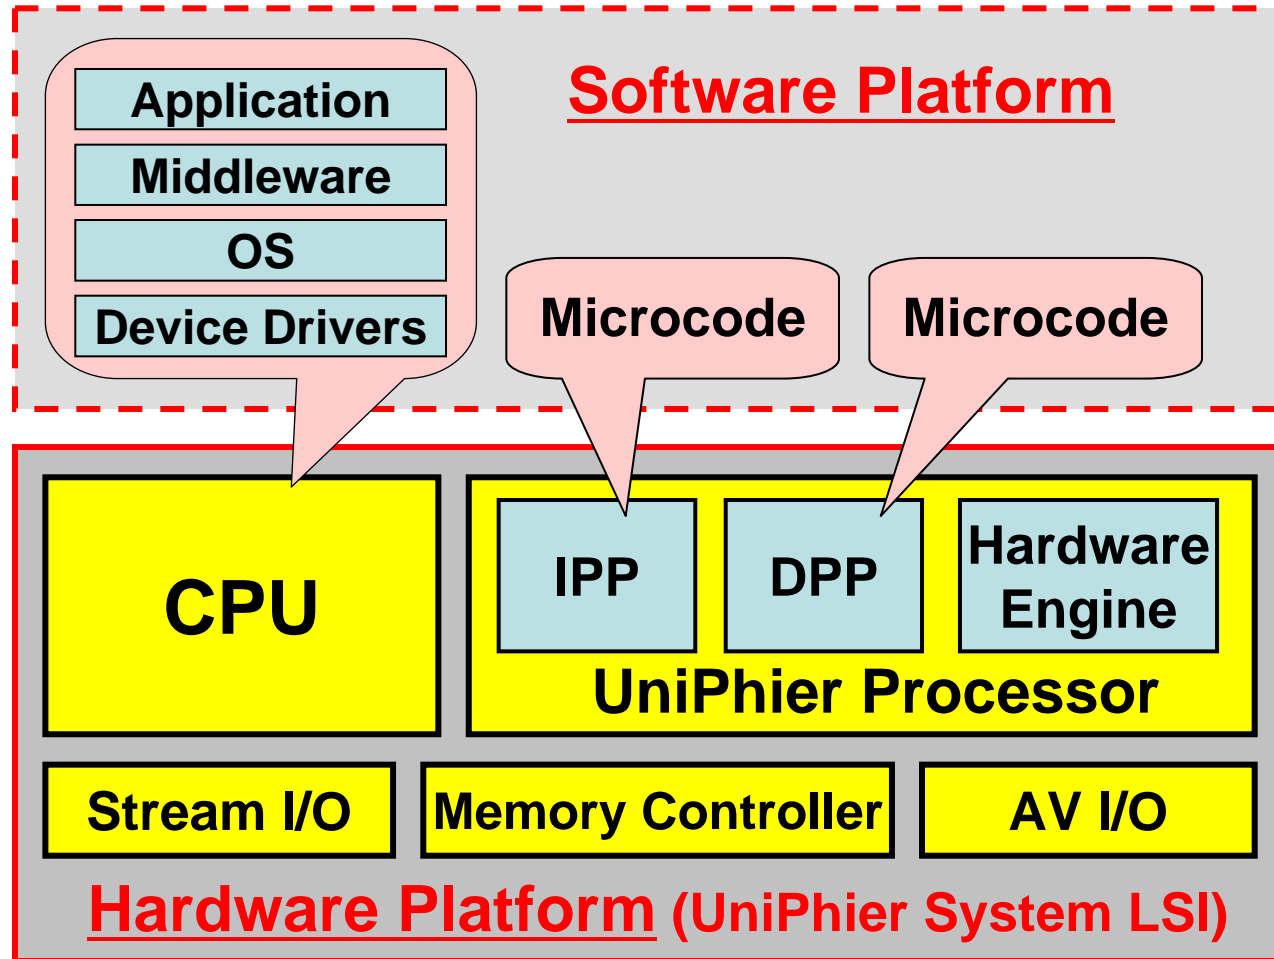 Software Platform
Application
Middleware
OS
Device Drivers
Microcode
Microcode
CPU
IPP
DPP
Hardware
Engine
UniPhier Processor
Stream I/O
Memory Controller
AV I/O
Hardware Platform (UniPhier System LSI)